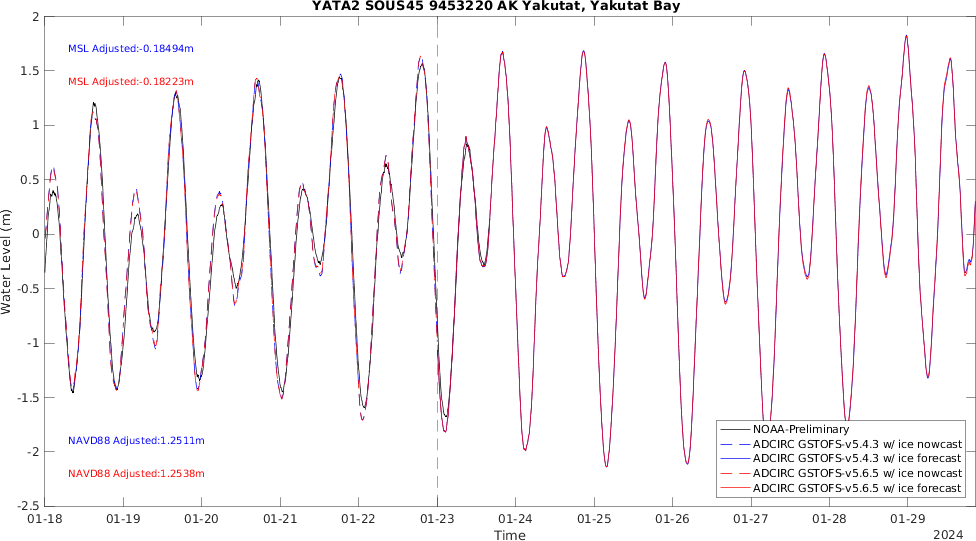 YATA2 SOUS45 9453220 AK Yakutat, Yakutat Bay
2
1.5
1
0.5
0
-0.5
-1
-1.5
-2
-2.5
Water Level (m)
MSL Adjusted:-0.18494m
MSL Adjusted:-0.18223m
NAVD88 Adjusted:1.2511m
NAVD88 Adjusted:1.2538m
NOAA-Preliminary
ADCIRC GSTOFS-v5.4.3 w/ ice nowcast
ADCIRC GSTOFS-v5.4.3 w/ ice forecast
ADCIRC GSTOFS-v5.6.5 w/ ice nowcast
ADCIRC GSTOFS-v5.6.5 w/ ice forecast
01-18 01-19 01-20 01-21 01-22 01-23 01-24 01-25 01-26 01-27 01-28 01-29
Time
2024